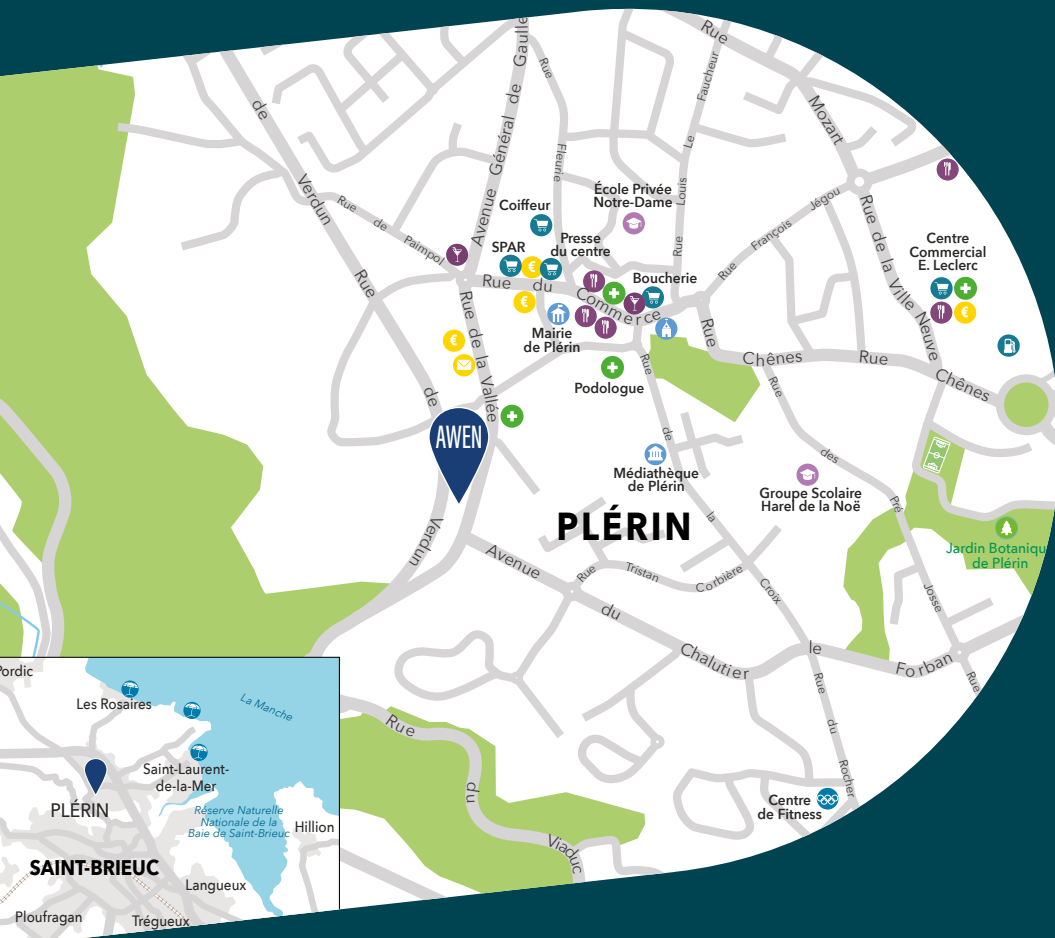 Rue
Mozart
Rue de la Ville Neuve
Avenue Général de Gaulle
Rue Fleurie
Rue Louis Le Faucheur
Rue François Jégou
de Verdun
Rue de Paimpol
Rue de Verdun
Coiffeur
École Privée
Notre-Dame
SPAR
Presse
du centre
Boucherie
Rue du Commerce
Centre
Commercial
E. Leclerc
Mairie
de Plérin
Rue de la Vallée
Podologue
Rue
Chênes
Rue
Chênes
AWEN
Médiathèque
de Plérin
Groupe Scolaire
Harel de la Noë
PLÉRIN
Jardin Botanique
de Plérin
Rue de la Croix
Rue des Pré Josse
Rue Tristan Corbière
Avenue du Chalutier le Forban
Rue
Rue du Rocher
Centre
de Fitness
Rue du Viaduc
Pordic
Les Rosaires
La Manche
Saint-Laurent-
de-la-Mer
PLÉRIN
Réserve Naturelle
Nationale de la
Baie de Saint-Brieuc
Hillion
SAINT-BRIEUC
Langueux
Ploufragan
Trégueux